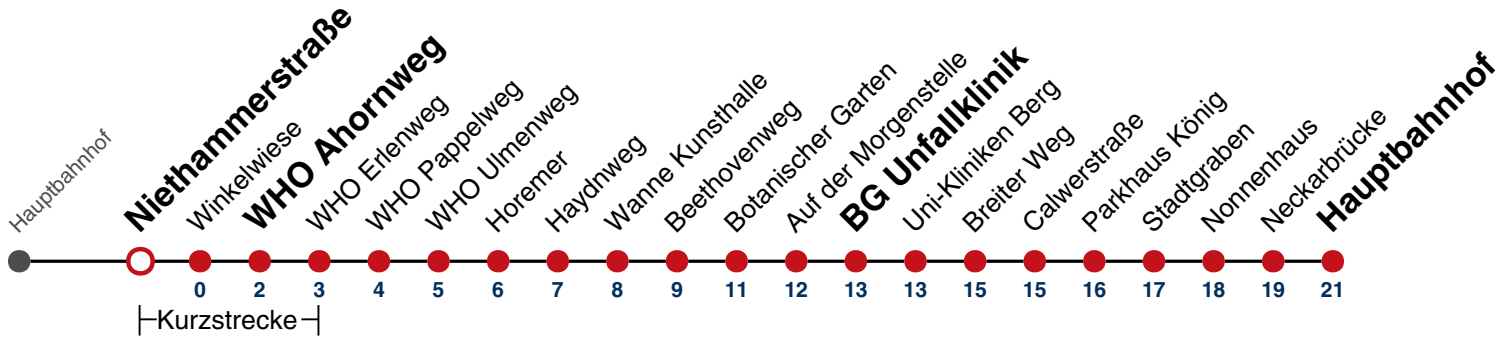 Hauptbahnhof
Niethammerstraße
Winkelwiese
WHO Ahornweg
WHO Erlenweg
WHO Pappelweg
WHO Ulmenweg
Horemer
Haydnweg
Wanne Kunsthalle
Beethovenweg
Botanischer Garten
Auf der Morgenstelle
BG Unfallklinik
Uni-Kliniken Berg
Breiter Weg
Calwerstraße
Parkhaus König
Stadtgraben
Nonnenhaus
Neckarbrücke
Hauptbahnhof
0 2 3 4 5 6 7 8 9 11 12 13 13 15 15 16 17 18 19 21
Kurzstrecke